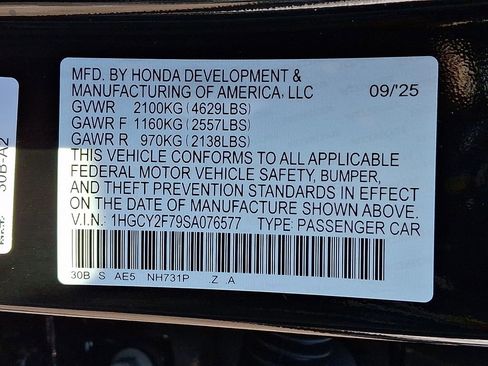 MFD. BY HONDA DEVELOPMENT &
MANUFACTURING OF AMERICA, LLC 09/'25
GVWR 2100KG (4629LBS)
GAWR F 1160KG (2557LBS)
GAWR R 970KG (2138LBS)
THIS VEHICLE CONFORMS TO ALL APPLICABLE
FEDERAL MOTOR VEHICLE SAFETY, BUMPER,
AND THEFT PREVENTION STANDARDS IN EFFECT
ON THE DATE OF MANUFACTURE SHOWN ABOVE.
V.I.N.: 1HGCY2F79SA076577 TYPE: PASSENGER CAR
30B S AE5 NH731P .Z .A
30B-A2